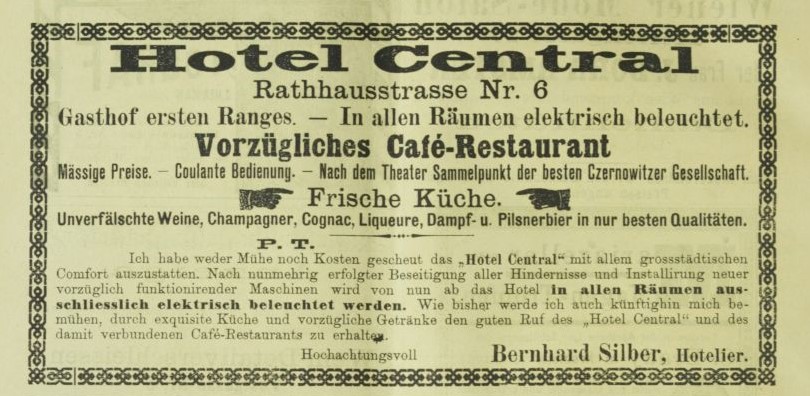 Hotel Central
Rathhausstrasse Nr. 6
Gasthof ersten Ranges. — In allen Räumen elektrisch beleuchtet.
Vorzügliches Café-Restaurant
Mässige Preise. — Coulante Bedienung. — Nach dem Theater Sammelpunkt der besten Czernowitzer Gesellschaft.
Frische Küche.
Unverfälschte Weine, Champagner, Cognac, Liqueure, Dampf- u. Pilsnerbier in nur besten Qualitäten.
P. T.
Ich habe weder Mühe noch Kosten gescheut das „Hotel Central“ mit allem grossstädtischen
Comfort auszustatten. Nach nunmehrig erfolgter Beseitigung aller Hindernisse und Installirung neuer
vorzüglich funktionirender Maschinen wird von nun ab das Hotel in allen Räumen aus-
schliesslich elektrisch beleuchtet werden. Wie bisher werde ich auch künftighin mich be-
mühen, durch exquisite Küche und vorzügliche Getränke den guten Ruf des „Hotel Central“ und des
damit verbundenen Café-Restaurants zu erhalten.
Hochachtungsvoll Bernhard Silber, Hotelier.